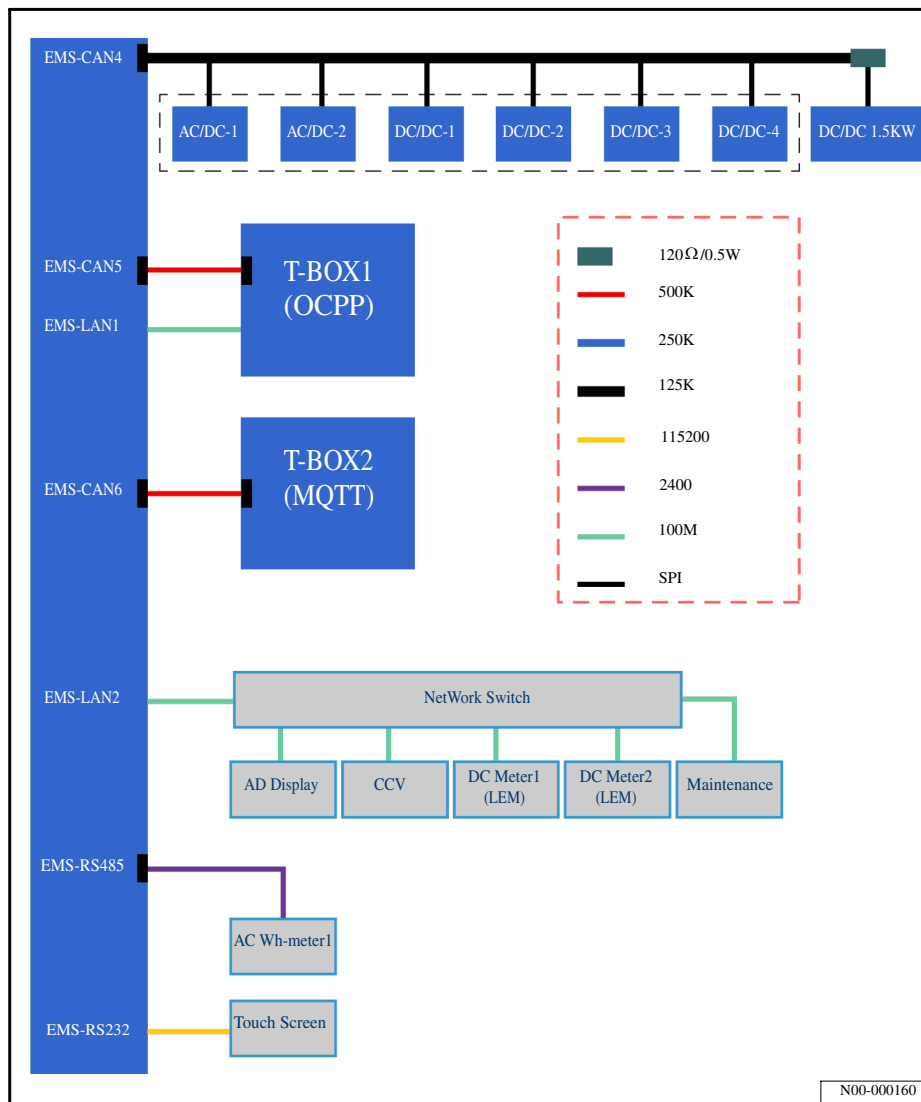 EMS-CAN4
AC/DC-1
AC/DC-2
DC/DC-1
DC/DC-2
DC/DC-3
DC/DC-4
DC/DC 1.5KW
EMS-CAN5
EMS-LAN1
T-BOX1
(OCPP)
120Ω/0.5W
500K
250K
125K
115200
2400
100M
SPI
EMS-CAN6
T-BOX2
(MQTT)
EMS-LAN2
NetWork Switch
AD Display
CCV
DC Meter1
(LEM)
DC Meter2
(LEM)
Maintenance
EMS-RS485
AC Wh-meter1
EMS-RS232
Touch Screen
N00-000160